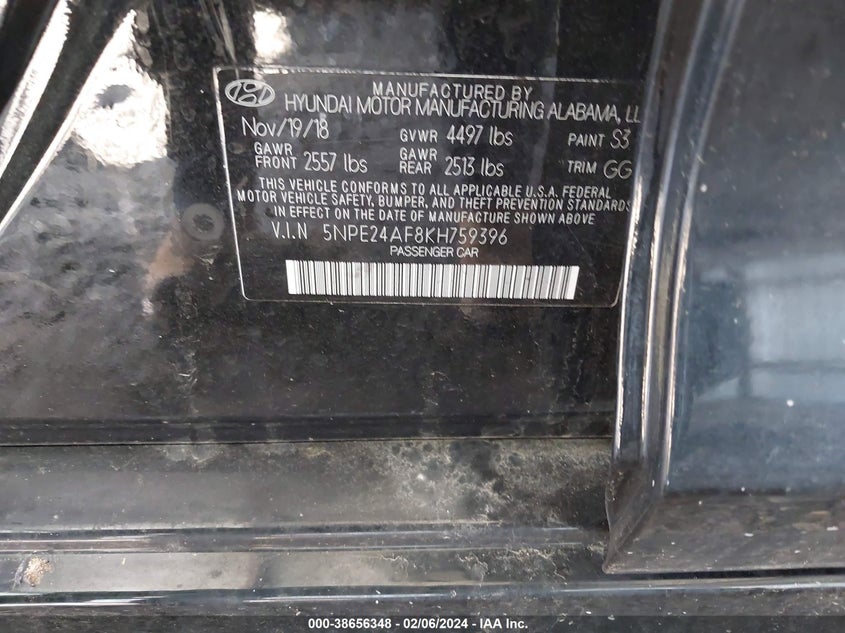 MANUFACTURED BY
HYUNDAI MOTOR MANUFACTURING ALABAMA, LL
Nov/19/18 GVWR 4497 lbs PAINT S3
GAWR FRONT 2557 lbs GAWR REAR 2513 lbs TRIM GG
THIS VEHICLE CONFORMS TO ALL APPLICABLE U.S.A. FEDERAL
MOTOR VEHICLE SAFETY, BUMPER, AND THEFT PREVENTION STANDARDS
IN EFFECT ON THE DATE OF MANUFACTURE SHOWN ABOVE
V.I.N 5NPE24AF8KH759396
PASSENGER CAR
000-38656348 - 02/06/2024 - IAA Inc.